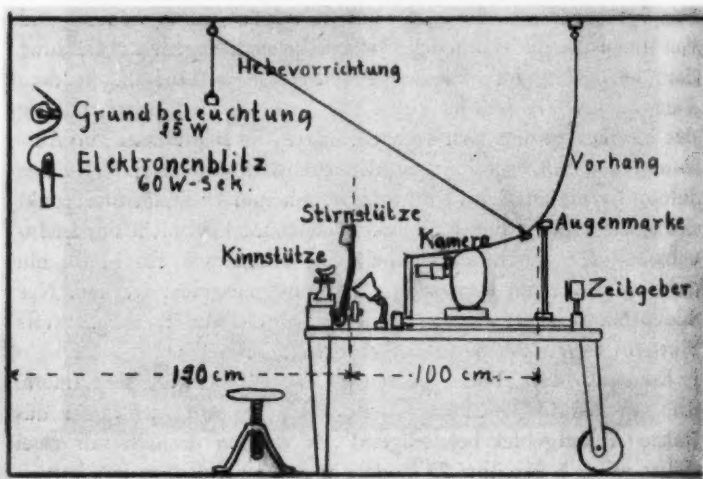 Hebevorrichtung
Grundbeleuchtung
15 W
Elektronenblitz
60 W-Sek.
Vorhang
Stirnstütze
Augenmarke
Kamera
Kinnstütze
Zeitgeber
120 cm
100 cm